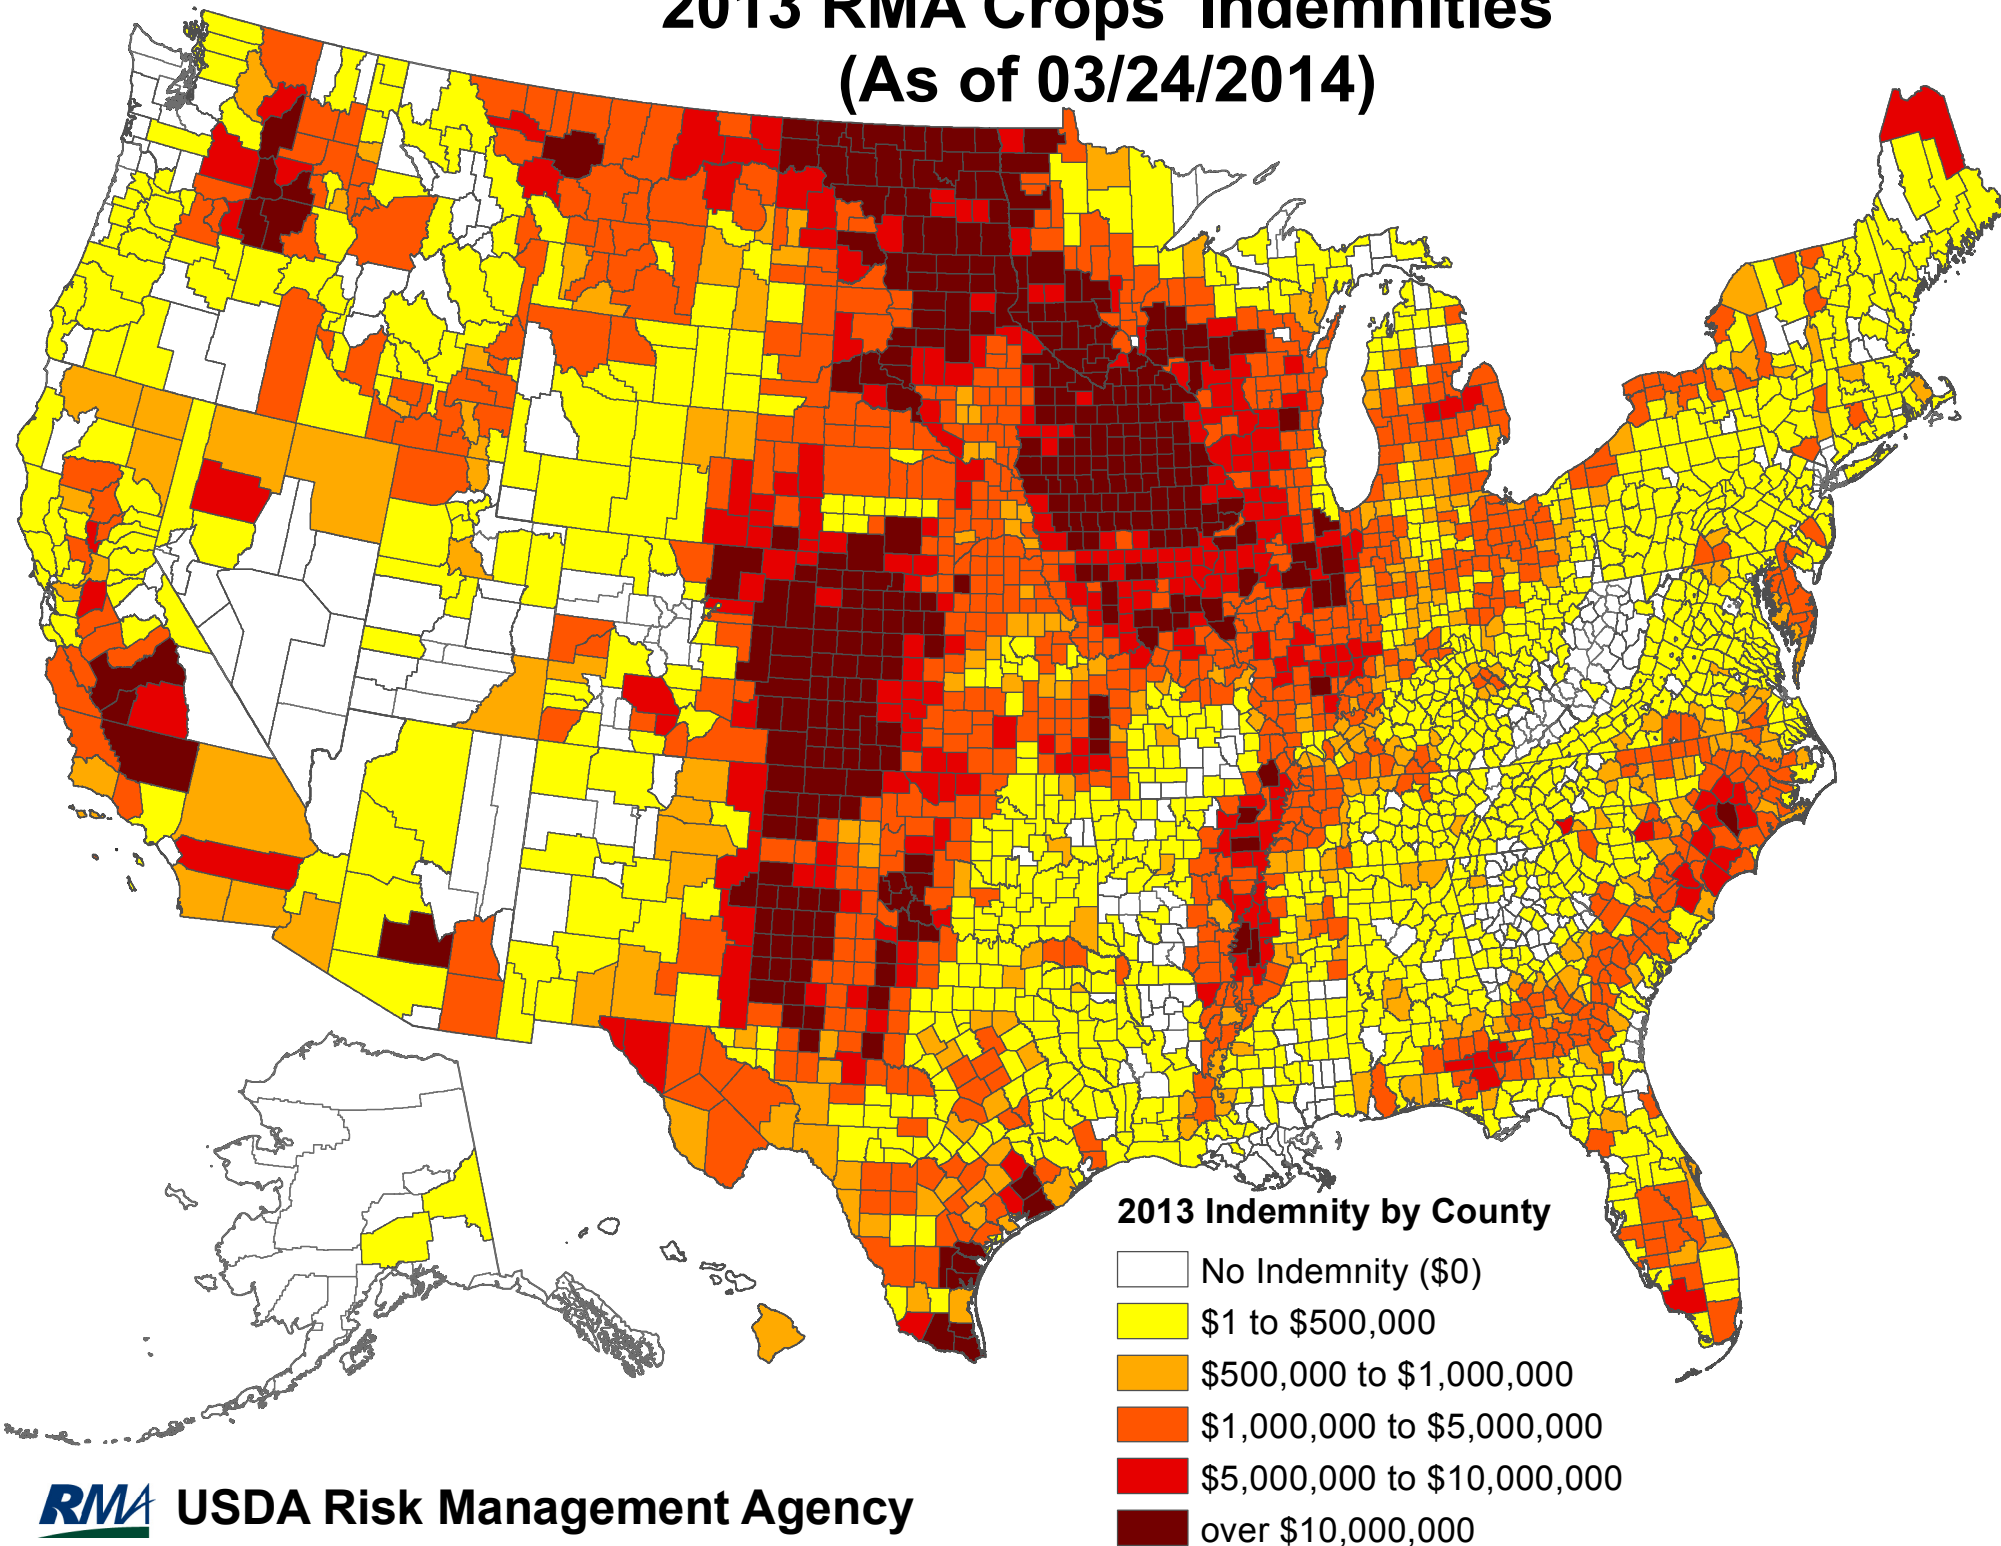 2013 RMA Crops' Indemnities
(As of 03/24/2014)
2013 Indemnity by County
No Indemnity ($0)
$1 to $500,000
$500,000 to $1,000,000
$1,000,000 to $5,000,000
$5,000,000 to $10,000,000
over $10,000,000
RMA USDA Risk Management Agency